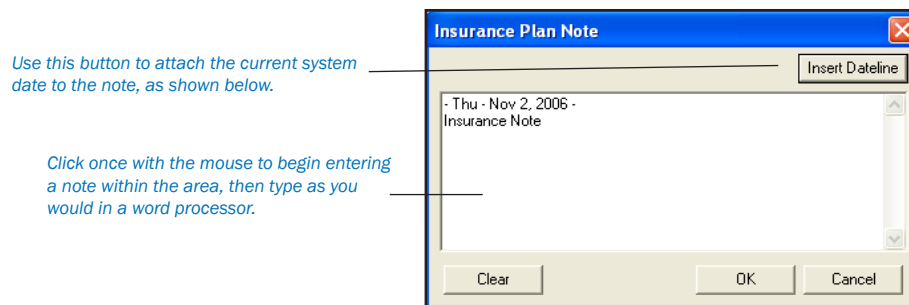 Insurance Plan Note
Use this button to attach the current system
date to the note, as shown below.
Insert Dateline
- Thu - Nov 2, 2006 -
Insurance Note
Click once with the mouse to begin entering
a note within the area, then type as you
would in a word processor.
Clear
OK
Cancel